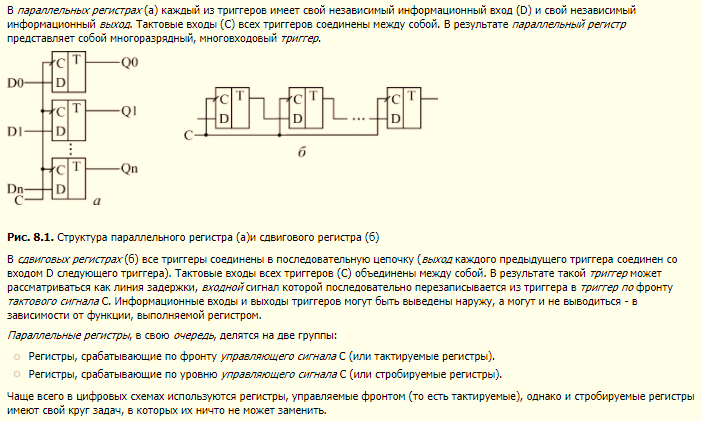 В параллельных регистрах (а) каждый из триггеров имеет свой независимый информационный вход (D) и свой независимый
информационный выход. Тактовые входы (C) всех триггеров соединены между собой. В результате параллельный регистр
представляет собой многоразрядный, многовходовый триггер.
C T Q0
D0 D
C T Q1
D1 D
C T Qn
Dn D
C
а
C T C T C T
D D ... D
C
б
Рис. 8.1. Структура параллельного регистра (а)и сдвигового регистра (б)
В сдвиговых регистрах (б) все триггеры соединены в последовательную цепочку (выход каждого предыдущего триггера соединен со
входом D следующего триггера). Тактовые входы всех триггеров (C) объединены между собой. В результате такой триггер может
рассматриваться как линия задержки, входной сигнал которой последовательно перезаписывается из триггера в триггер по фронту
тактового сигнала C. Информационные входы и выходы триггеров могут быть выведены наружу, а могут и не выводиться - в
зависимости от функции, выполняемой регистром.
Параллельные регистры, в свою очередь, делятся на две группы:
Регистры, срабатывающие по фронту управляющего сигнала C (или тактируемые регистры).
Регистры, срабатывающие по уровню управляющего сигнала C (или стробируемые регистры).
Чаще всего в цифровых схемах используются регистры, управляемые фронтом (то есть тактируемые), однако и стробируемые регистры
имеют свой круг задач, в которых их ничто не может заменить.